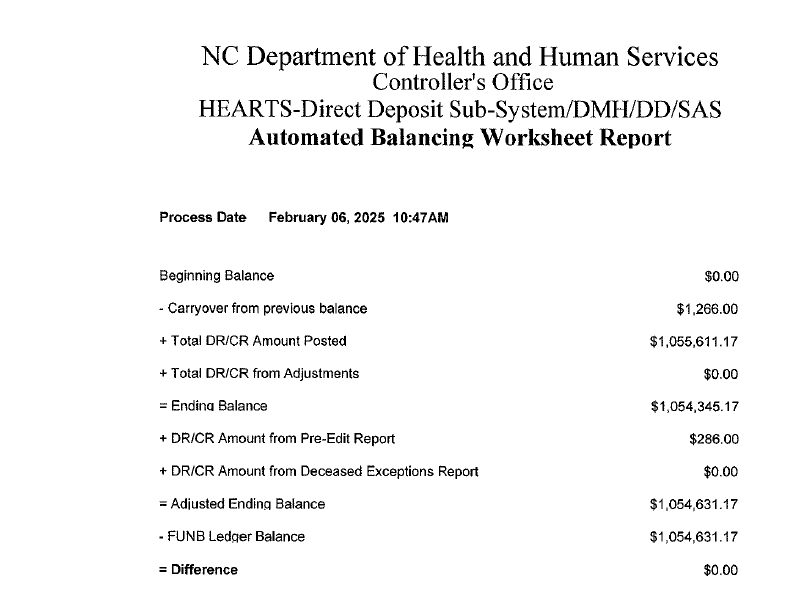 NC Department of Health and Human Services
Controller's Office
HEARTS-Direct Deposit Sub-System/DMH/DD/SAS
Automated Balancing Worksheet Report
Process Date February 06, 2025 10:47AM
Beginning Balance $0.00
- Carryover from previous balance $1,266.00
+ Total DR/CR Amount Posted $1,055,611.17
+ Total DR/CR from Adjustments $0.00
= Ending Balance $1,054,345.17
+ DR/CR Amount from Pre-Edit Report $286.00
+ DR/CR Amount from Deceased Exceptions Report $0.00
= Adjusted Ending Balance $1,054,631.17
- FUNB Ledger Balance $1,054,631.17
= Difference $0.00